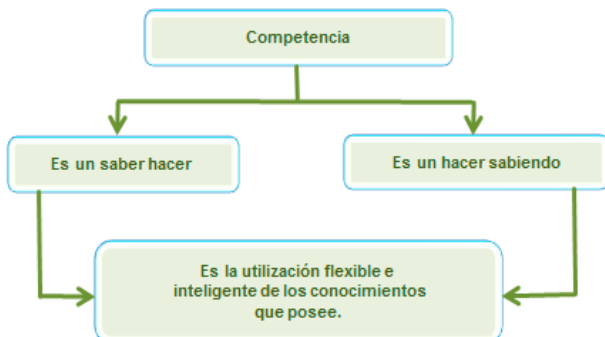 Competencia
Es un saber hacer
Es un hacer sabiendo
Es la utilización flexible e
inteligente de los conocimientos
que posee.